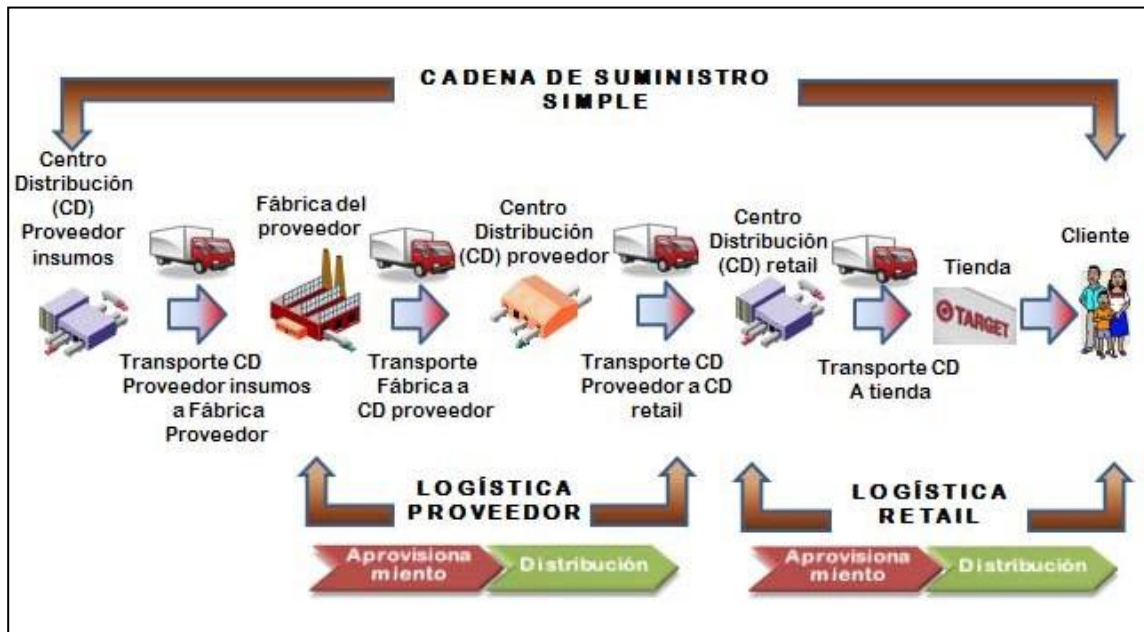 CADENA DE SUMINISTRO
SIMPLE
Centro
Distribución
(CD)
Proveedor
insumos
Fábrica del
proveedor
Centro
Distribución
(CD) proveedor
Centro
Distribución
(CD) retail
Tienda
Cliente
TARGET
Transporte CD
Proveedor insumos
a Fábrica
Proveedor
Transporte
Fábrica a
CD proveedor
Transporte CD
Proveedor a CD
retail
Transporte CD
A tienda
LOGÍSTICA
PROVEEDOR
LOGÍSTICA
RETAIL
Aprovisiona
miento
Distribución
Aprovisiona
miento
Distribución